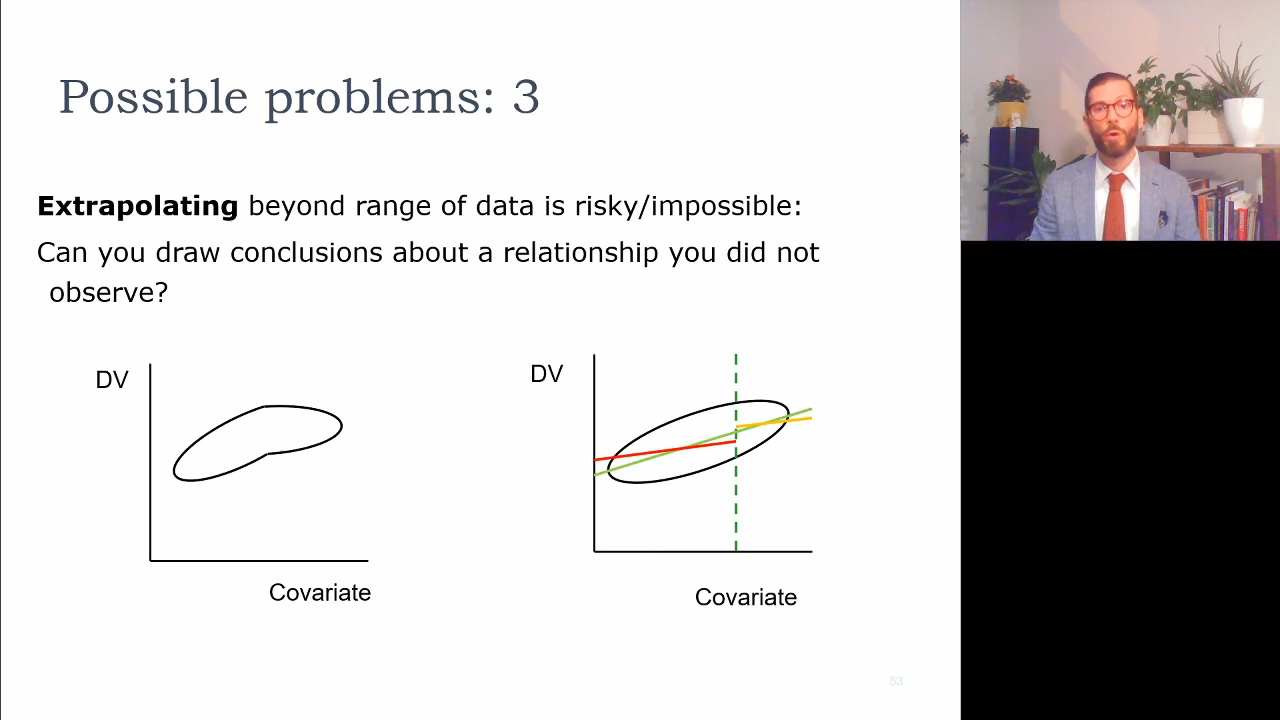 Possible problems: 3
Extrapolating beyond range of data is risky/impossible:
Can you draw conclusions about a relationship you did not
observe?
DV
Covariate
DV
Covariate
53